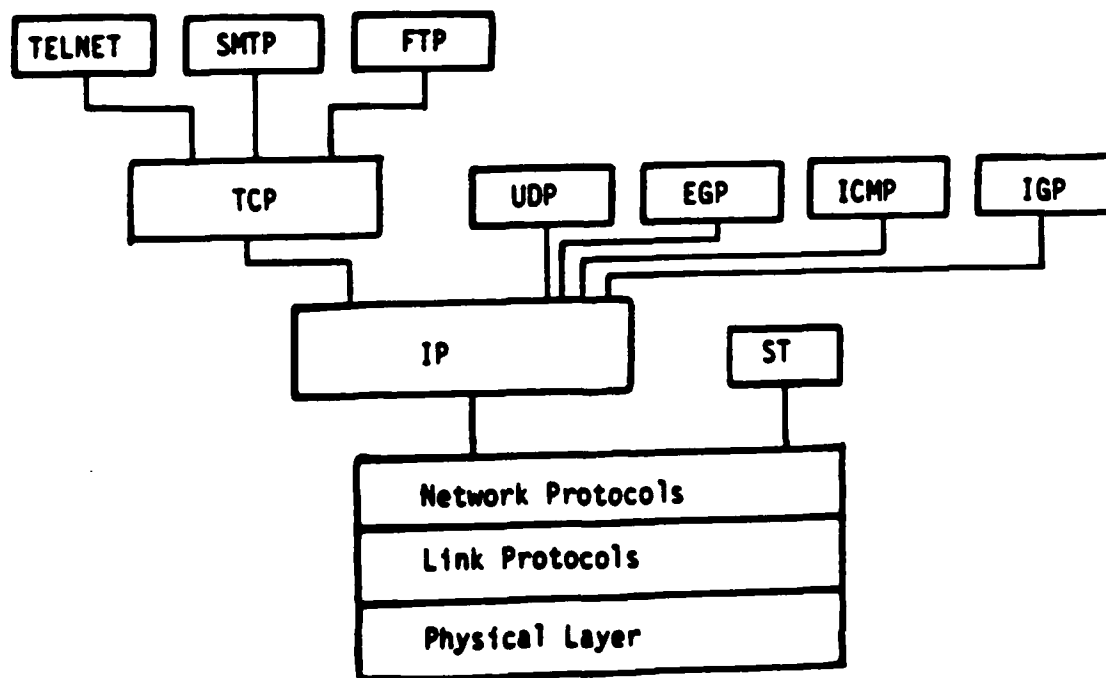 TELNET
SMTP
FTP
TCP
UDP
EGP
ICMP
IGP
IP
ST
Network Protocols
Link Protocols
Physical Layer